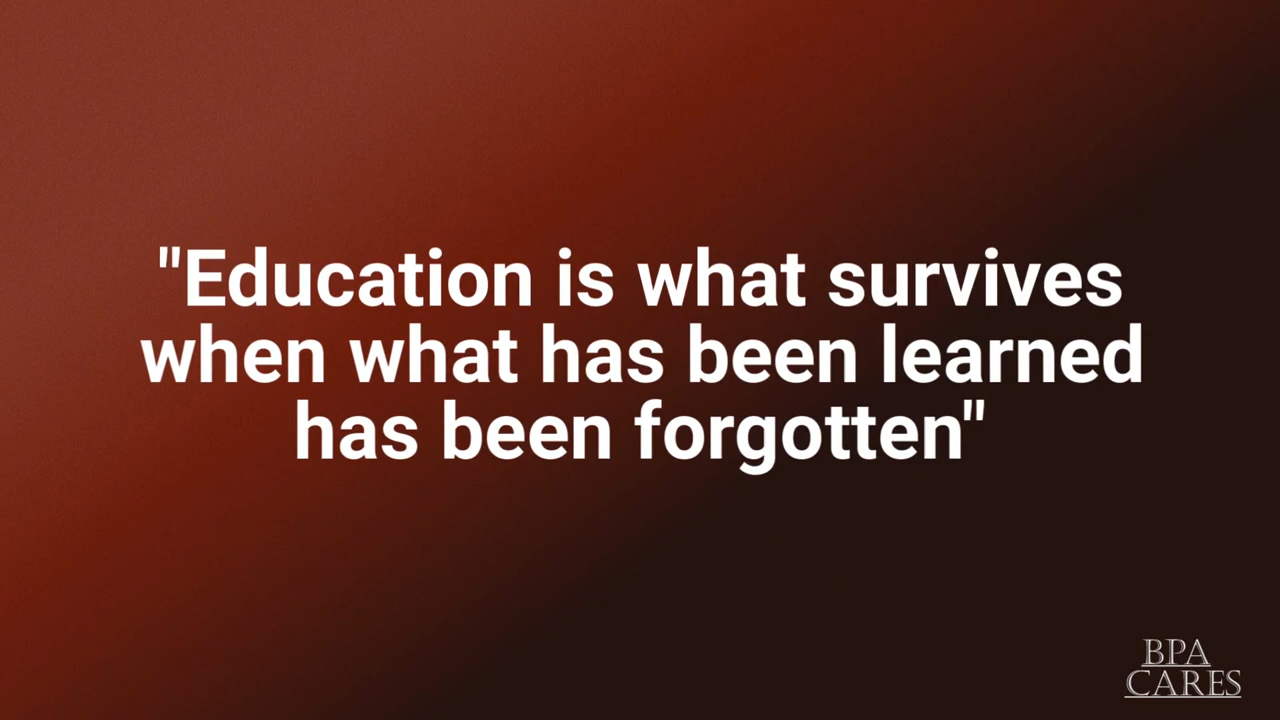 "Education is what survives
when what has been learned
has been forgotten"
BPA
CARES